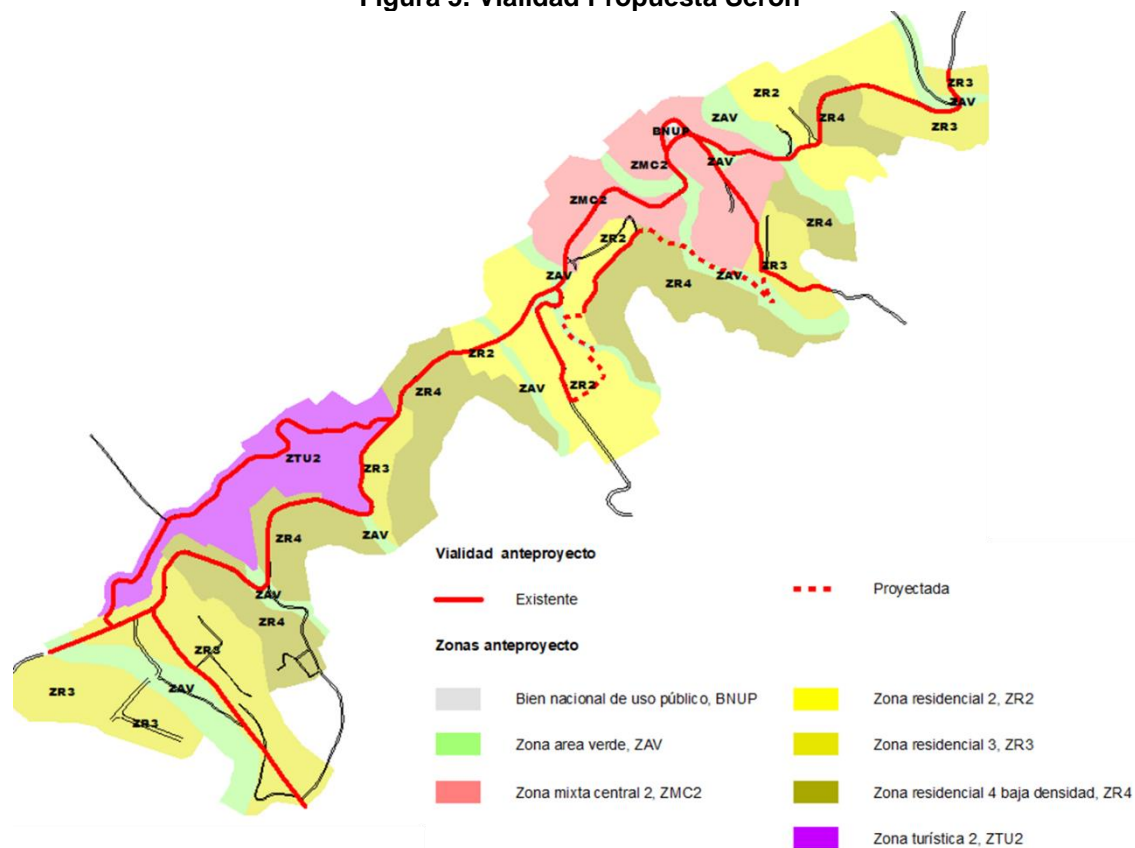 Figura 5. Vialidad Propuesta Serón
ZR3
ZR2
ZAV
ZAV
ZR4
ZR3
BNUP
ZAV
ZMC2
ZMC2
ZR4
ZR2
ZR3
ZAV
ZAV
ZR4
ZR2
ZR4
ZAV
ZR2
ZTU2
ZR3
ZR4
ZAV
ZAV
ZR4
ZR3
ZR3
ZAV
ZR3
Vialidad anteproyecto
Existente
Proyectada
Zonas anteproyecto
Bien nacional de uso público, BNUP
Zona residencial 2, ZR2
Zona area verde, ZAV
Zona residencial 3, ZR3
Zona mixta central 2, ZMC2
Zona residencial 4 baja densidad, ZR4
Zona turística 2, ZTU2